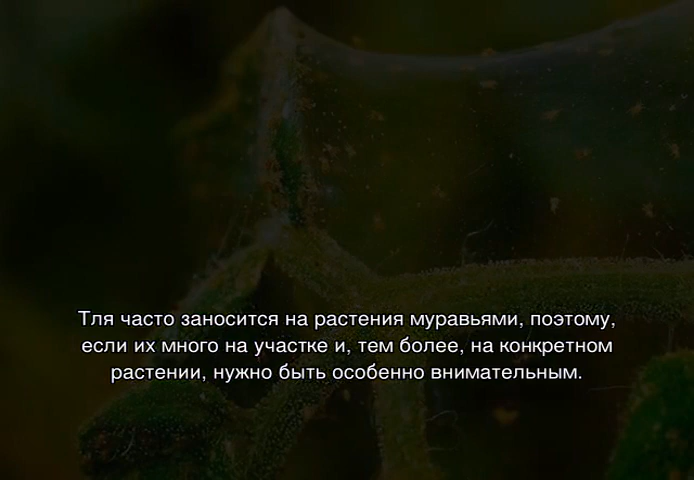 Тля часто заносится на растения муравьями, поэтому,
если их много на участке и, тем более, на конкретном
растении, нужно быть особенно внимательным.